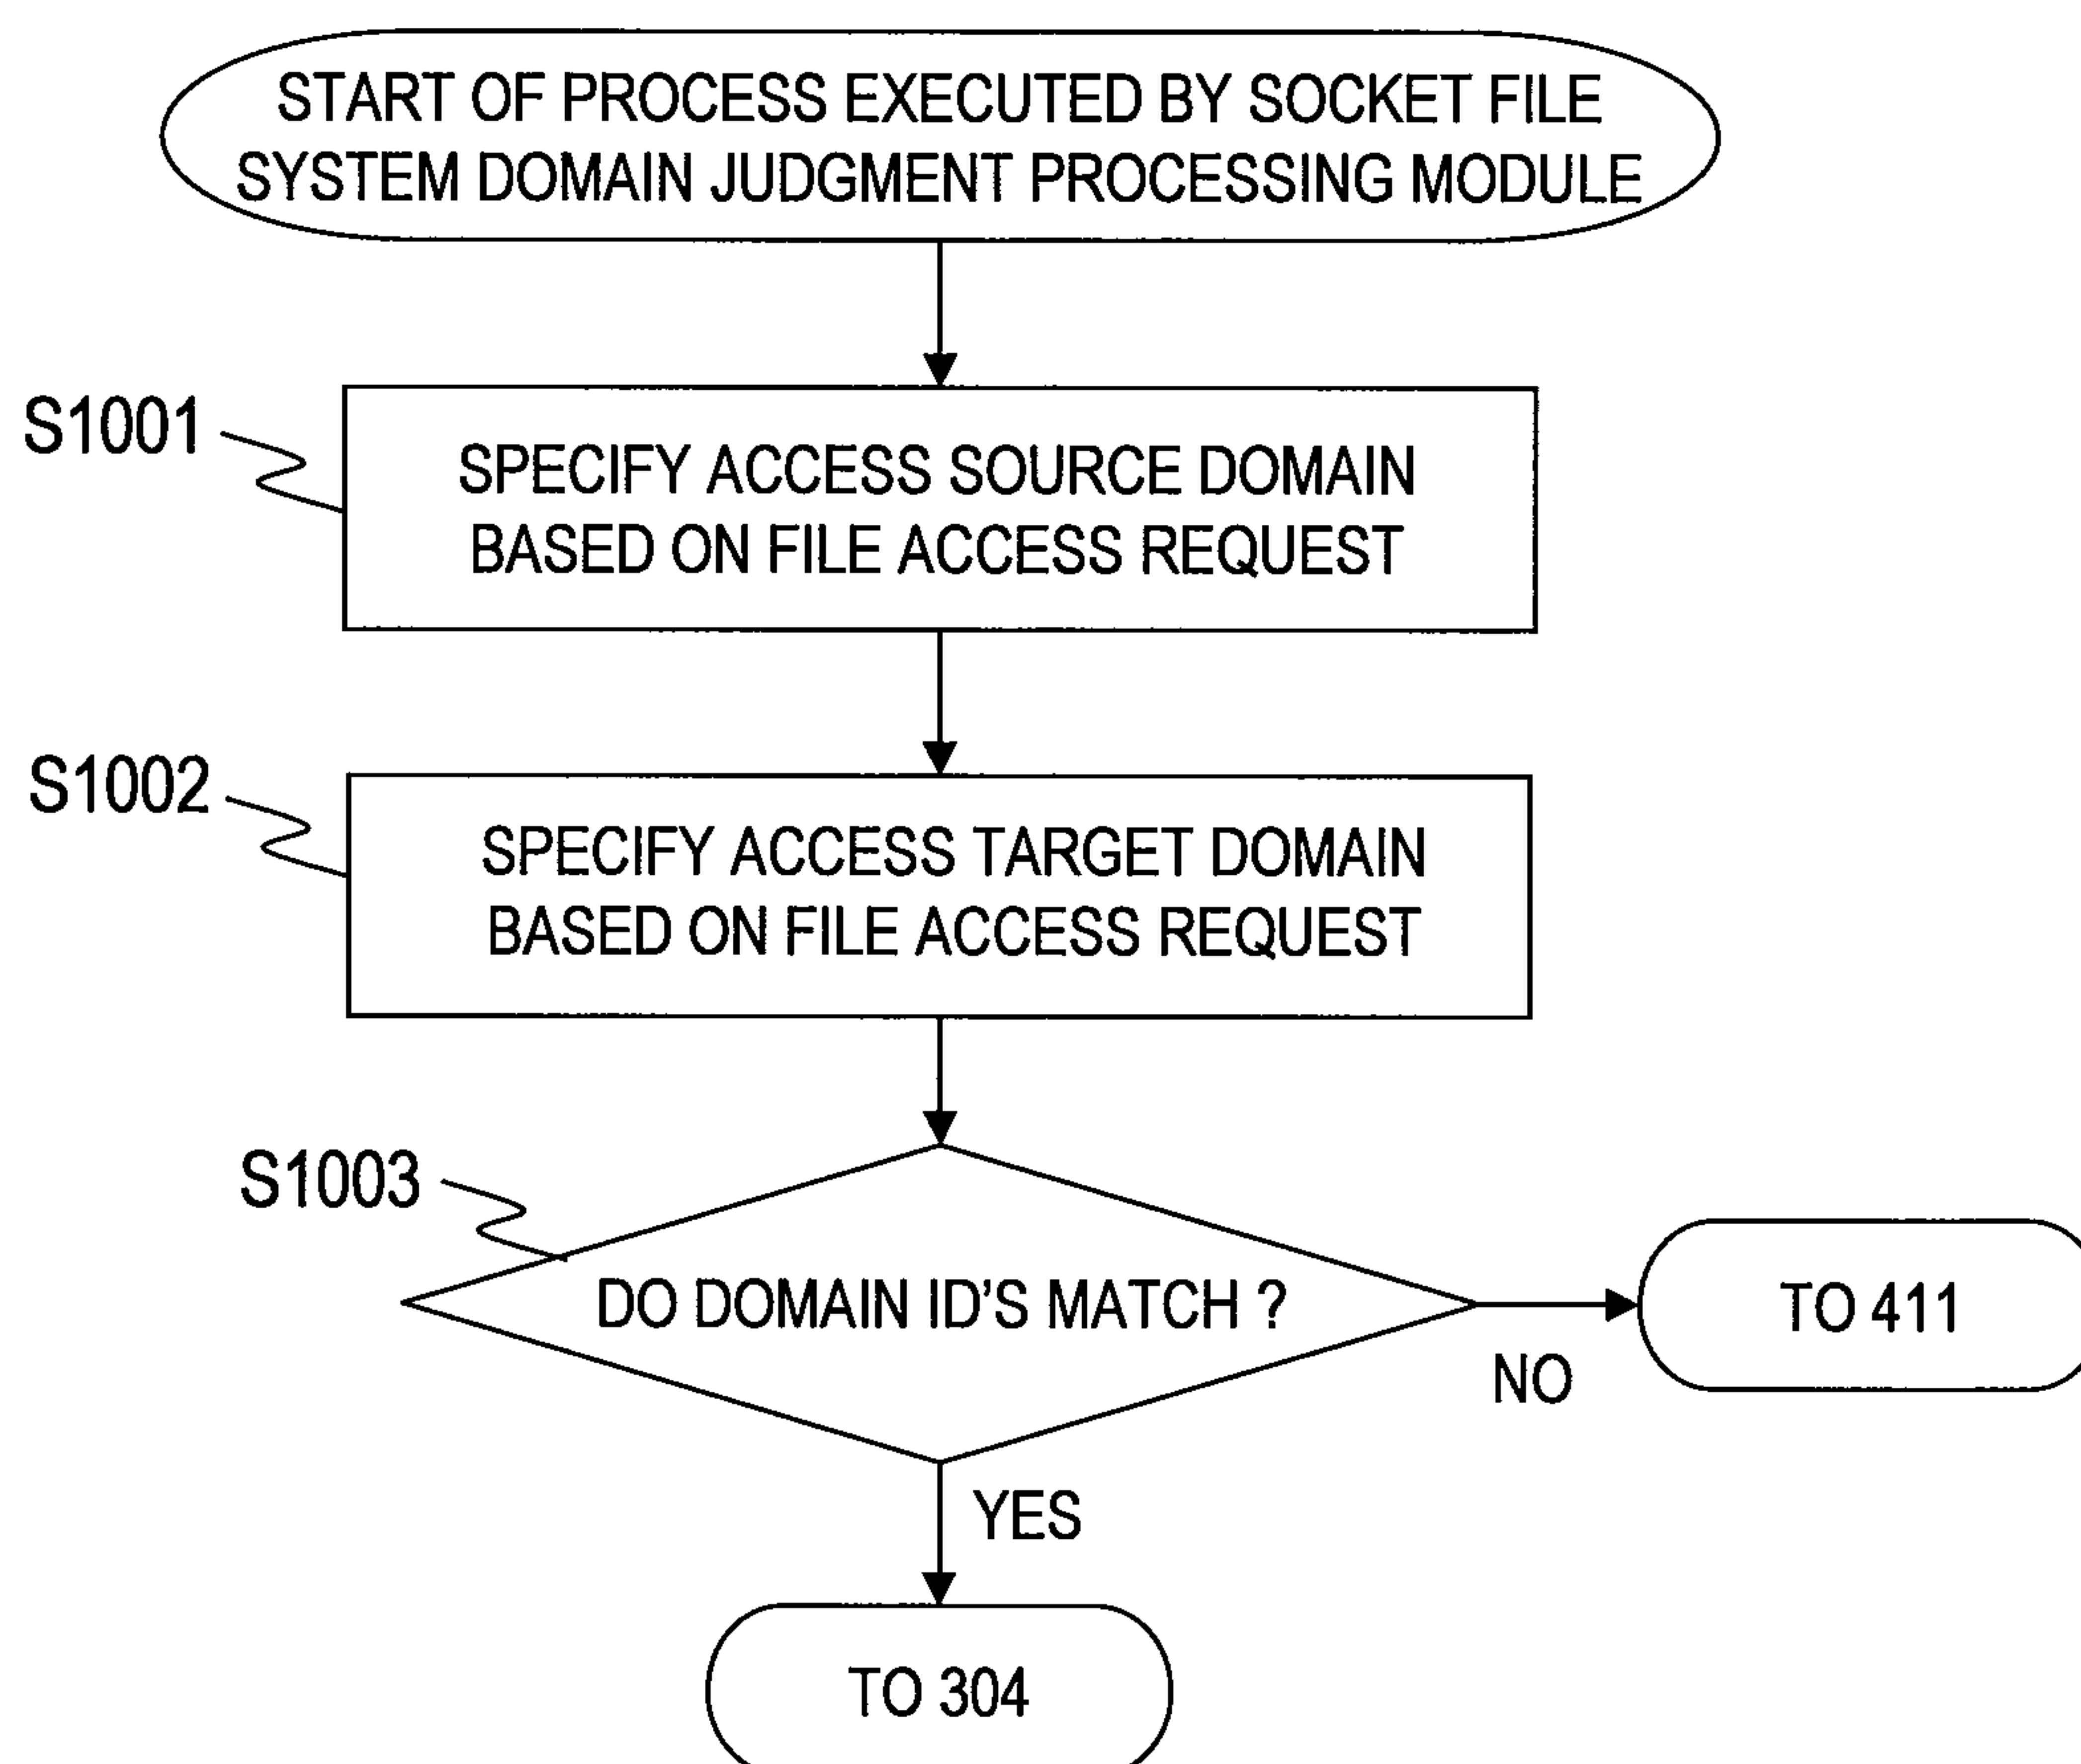 START OF PROCESS EXECUTED BY SOCKET FILE
SYSTEM DOMAIN JUDGMENT PROCESSING MODULE
S1001
SPECIFY ACCESS SOURCE DOMAIN
BASED ON FILE ACCESS REQUEST
S1002
SPECIFY ACCESS TARGET DOMAIN
BASED ON FILE ACCESS REQUEST
S1003
DO DOMAIN ID'S MATCH ?
TO 411
NO
YES
TO 304